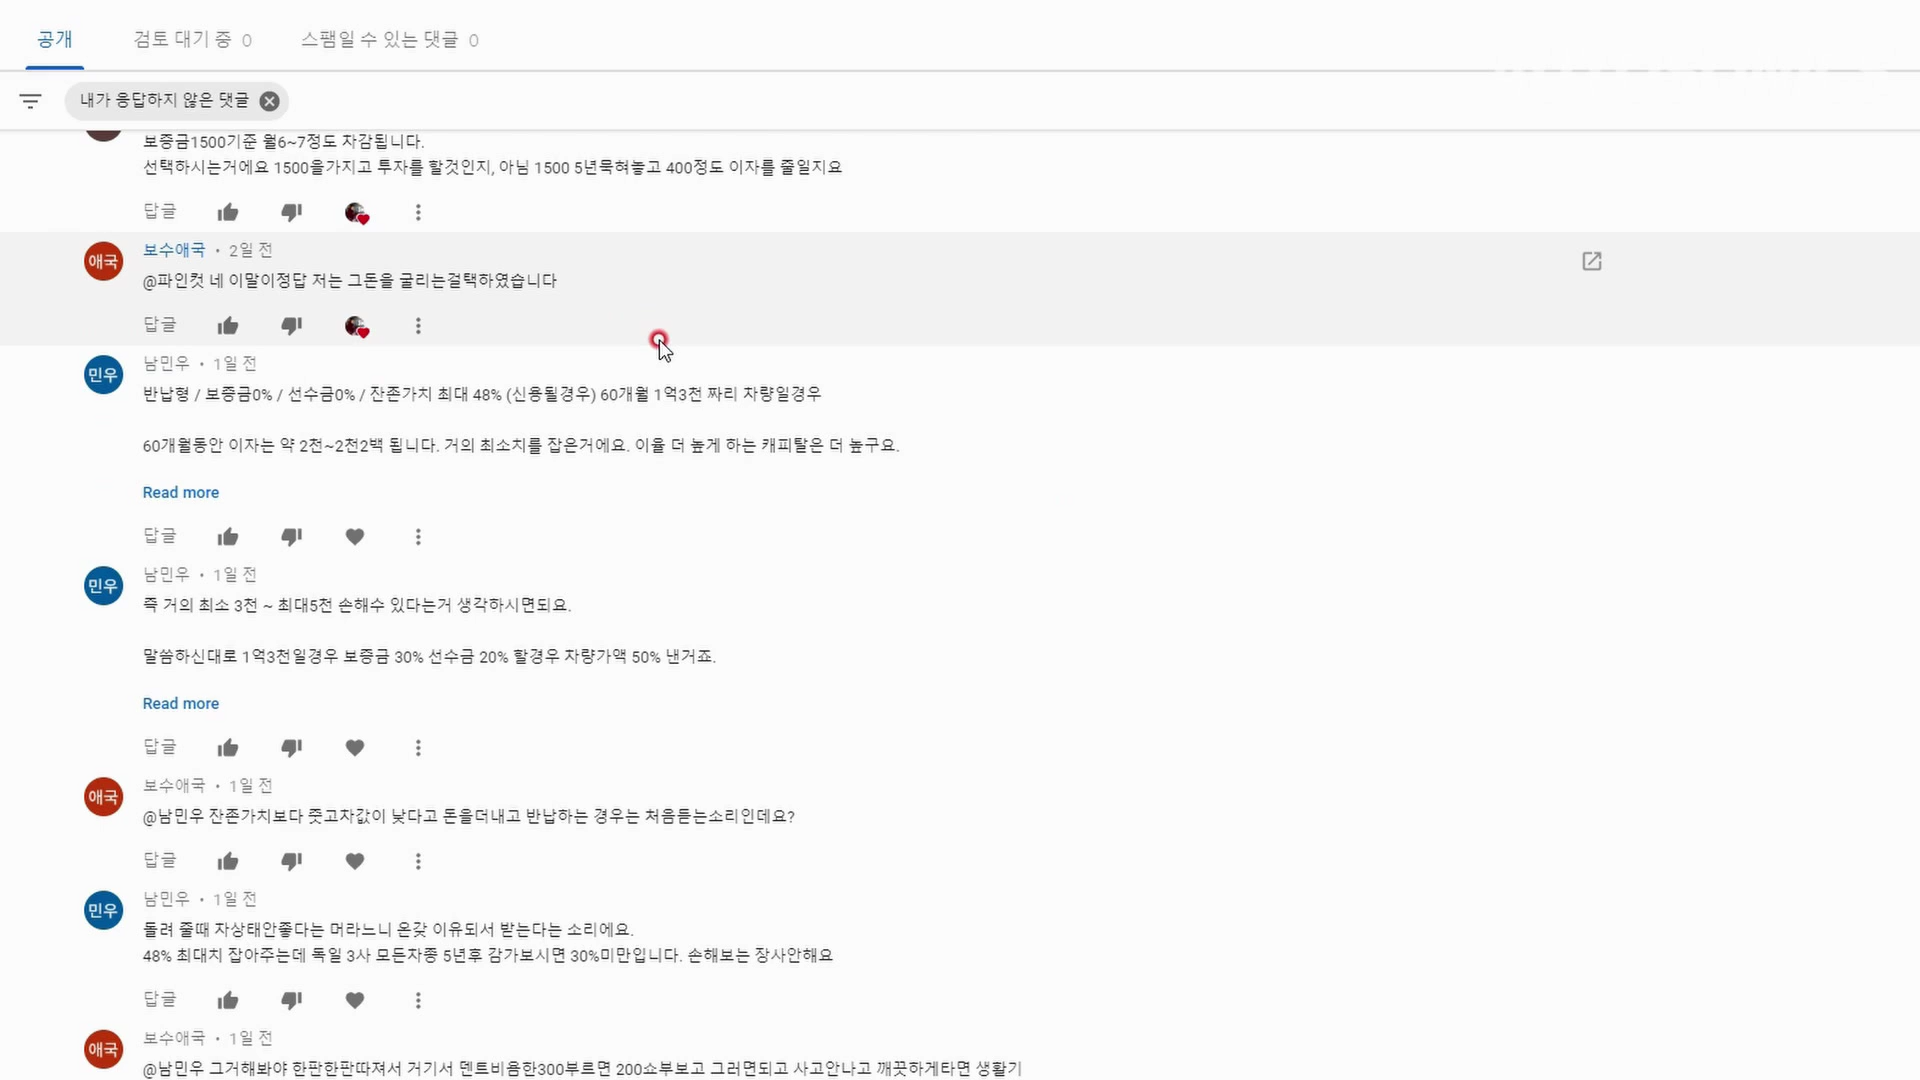 공개
검토 대기 중 0
스팸일 수 있는 댓글 0
내가 응답하지 않은 댓글
보증금1500기준 월6~7정도 차감됩니다.
선택하시는거에요 1500을가지고 투자를 할것인지, 아님 1500 5년묵혀놓고 400정도 이자를 줄일지요
답글
애국
보수애국 • 2일 전
@파인컷 네 이말이정답 저는 그돈을 굴리는걸택하였습니다
답글
민우
남민우 • 1일 전
반납형 / 보증금0% / 선수금0% / 잔존가치 최대 48% (신용될경우) 60개월 1억3천 짜리 차량일경우
60개월동안 이자는 약 2천~2천2백 됩니다. 거의 최소치를 잡은거에요. 이율 더 높게 하는 캐피탈은 더 높구요.
Read more
답글
민우
남민우 • 1일 전
즉 거의 최소 3천 ~ 최대5천 손해수 있다는거 생각하시면되요.
말씀하신대로 1억3천일경우 보증금 30% 선수금 20% 할경우 차량가액 50% 낸거죠.
Read more
답글
애국
보수애국 • 1일 전
@남민우 잔존가치보다 중고차값이 낮다고 돈을더내고 반납하는 경우는 처음듣는소리인데요?
답글
민우
남민우 • 1일 전
돌려 줄때 차상태안좋다는 머라느니 온갖 이유되서 받는다는 소리에요.
48% 최대치 잡아주는데 독일 3사 모든차종 5년후 감가보시면 30%미만입니다. 손해보는 장사안해요
답글
애국
보수애국 • 1일 전
@남민우 그거해봐야 한판한판따져서 거기서 덴트비음한300부르면 200쇼부보고 그러면되고 사고안나고 깨끗하게타면 생활기